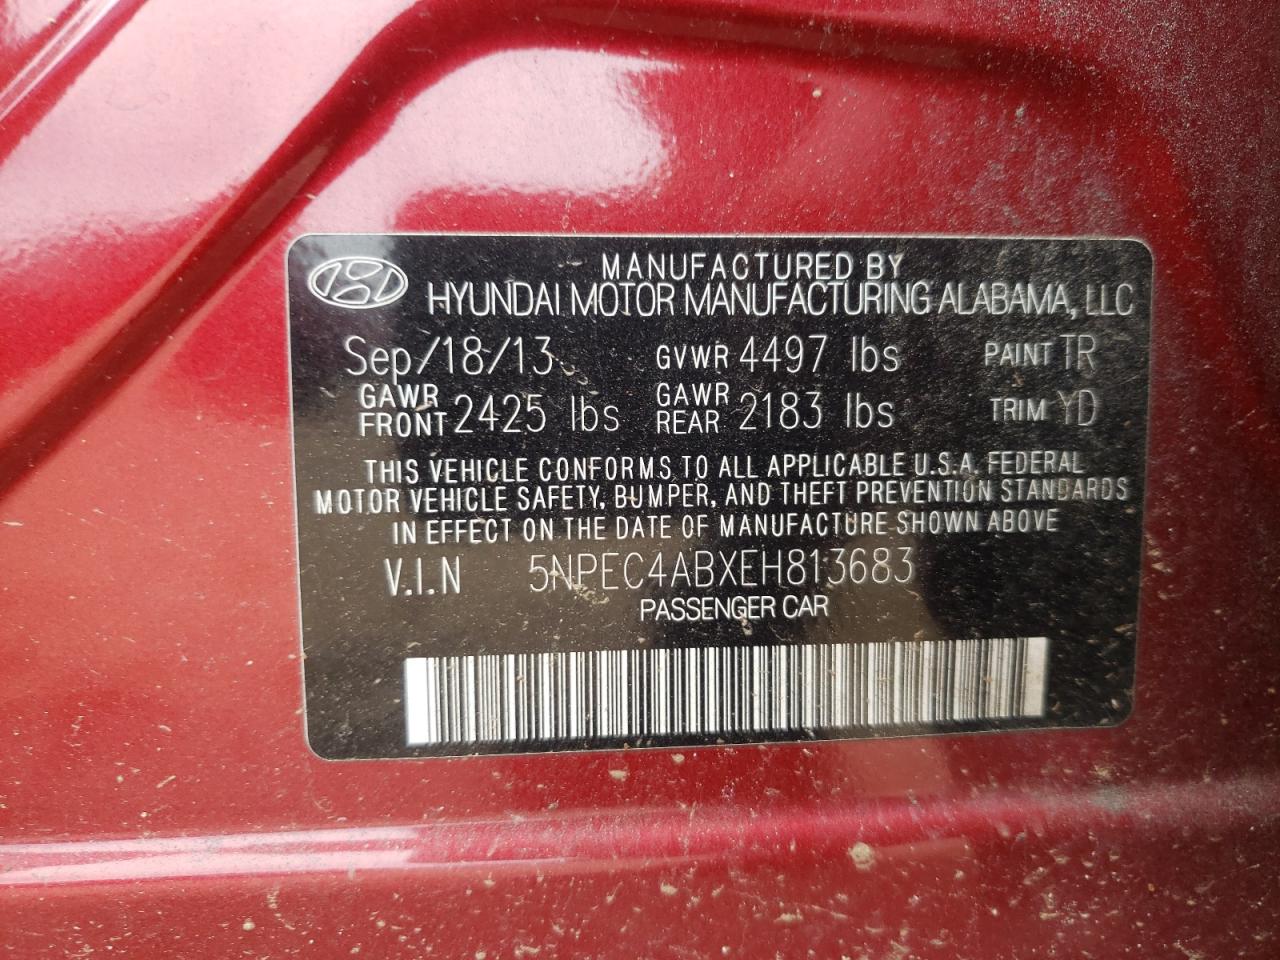 MANUFACTURED BY
HYUNDAI MOTOR MANUFACTURING ALABAMA, LLC
Sep/18/13 GVWR 4497 lbs PAINT TR
GAWR FRONT 2425 lbs GAWR REAR 2183 lbs TRIM YD
THIS VEHICLE CONFORMS TO ALL APPLICABLE U.S.A. FEDERAL
MOTOR VEHICLE SAFETY, BUMPER, AND THEFT PREVENTION STANDARDS
IN EFFECT ON THE DATE OF MANUFACTURE SHOWN ABOVE
V.I.N 5NPEC4ABXEH813683
PASSENGER CAR